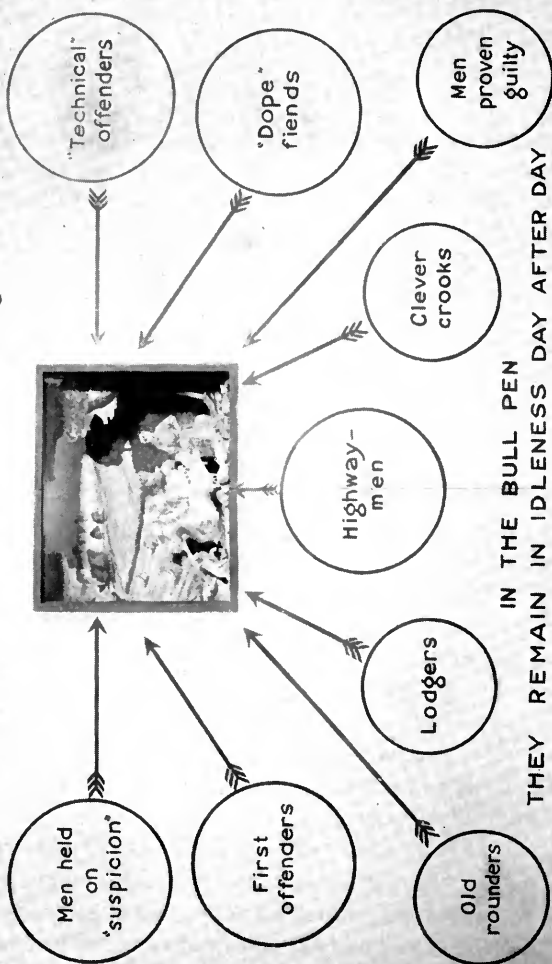 Men held
on
"suspicion"
First
offenders
Old
rounders
Lodgers
Highway-
men
Clever
crooks
Men
proven
guilty
"Dope"
fiends
"Technical"
offenders
IN THE BULL PEN
THEY REMAIN IN IDLENESS DAY AFTER DAY